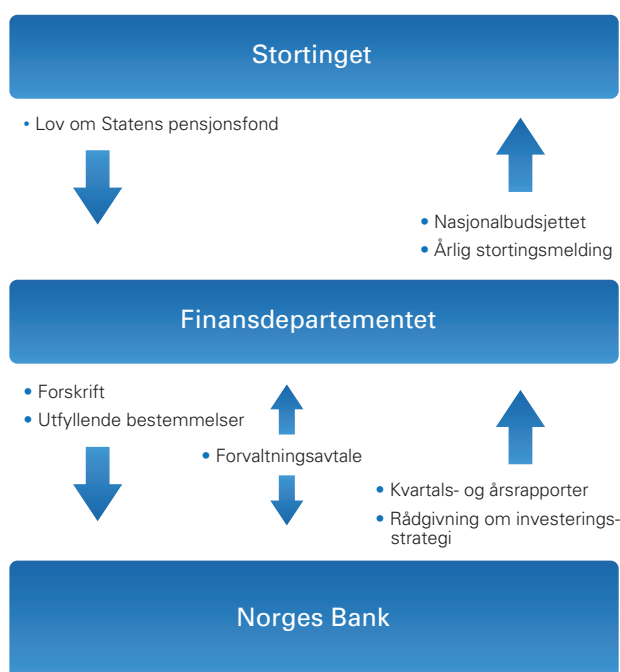 Stortinget
• Lov om Statens pensjonsfond
• Nasjonalbudsjettet
• Årlig stortingsmelding
Finansdepartementet
• Forskrift
• Utfyllende bestemmelser
• Forvaltningsavtale
• Kvartals- og årsrapporter
• Rådgivning om investerings-
strategi
Norges Bank